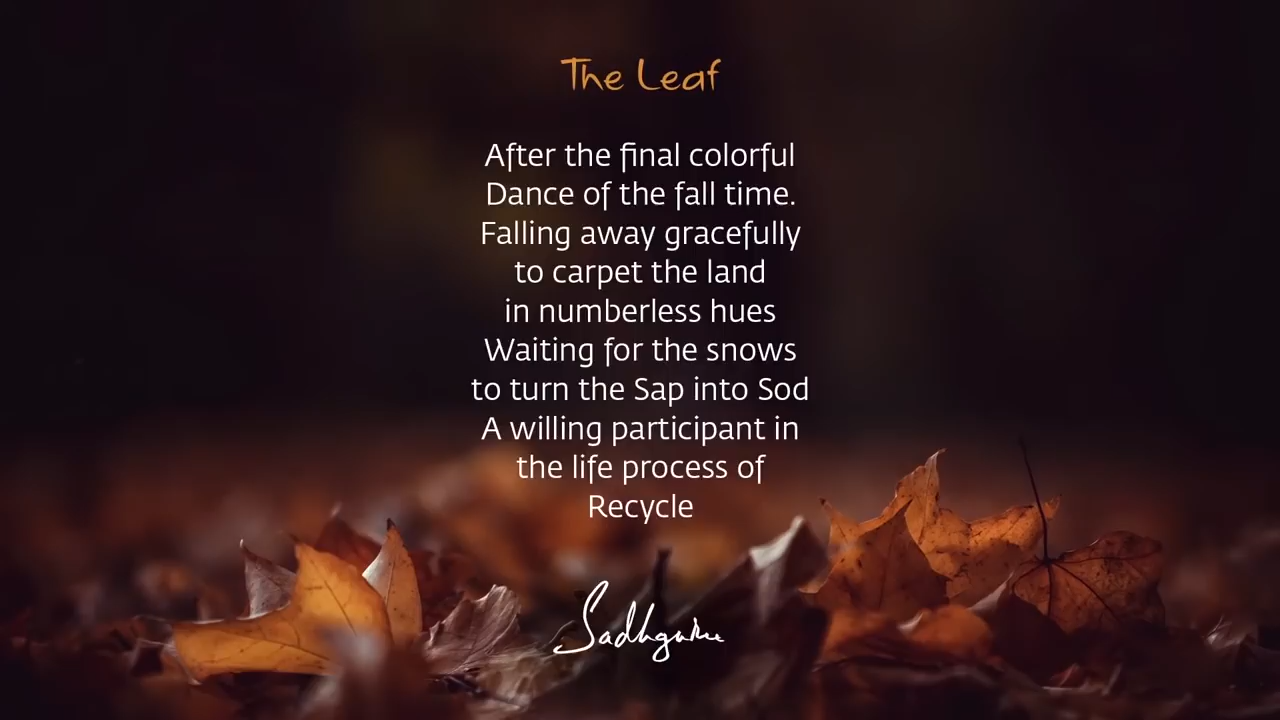 The Leaf
After the final colorful
Dance of the fall time.
Falling away gracefully
to carpet the land
in numberless hues
Waiting for the snows
to turn the Sap into Sod
A willing participant in
the life process of
Recycle
Sadhguru